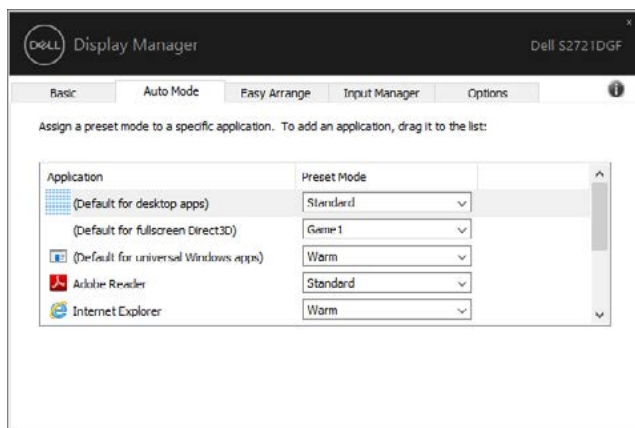 x
DELL Display Manager Dell S2721DGF
Basic Auto Mode Easy Arrange Input Manager Options
Assign a preset mode to a specific application. To add an application, drag it to the list:
Application Preset Mode
(Default for desktop apps) Standard
(Default for fullscreen Direct3D) Game1
(Default for universal Windows apps) Warm
Adobe Reader Standard
Internet Explorer Warm